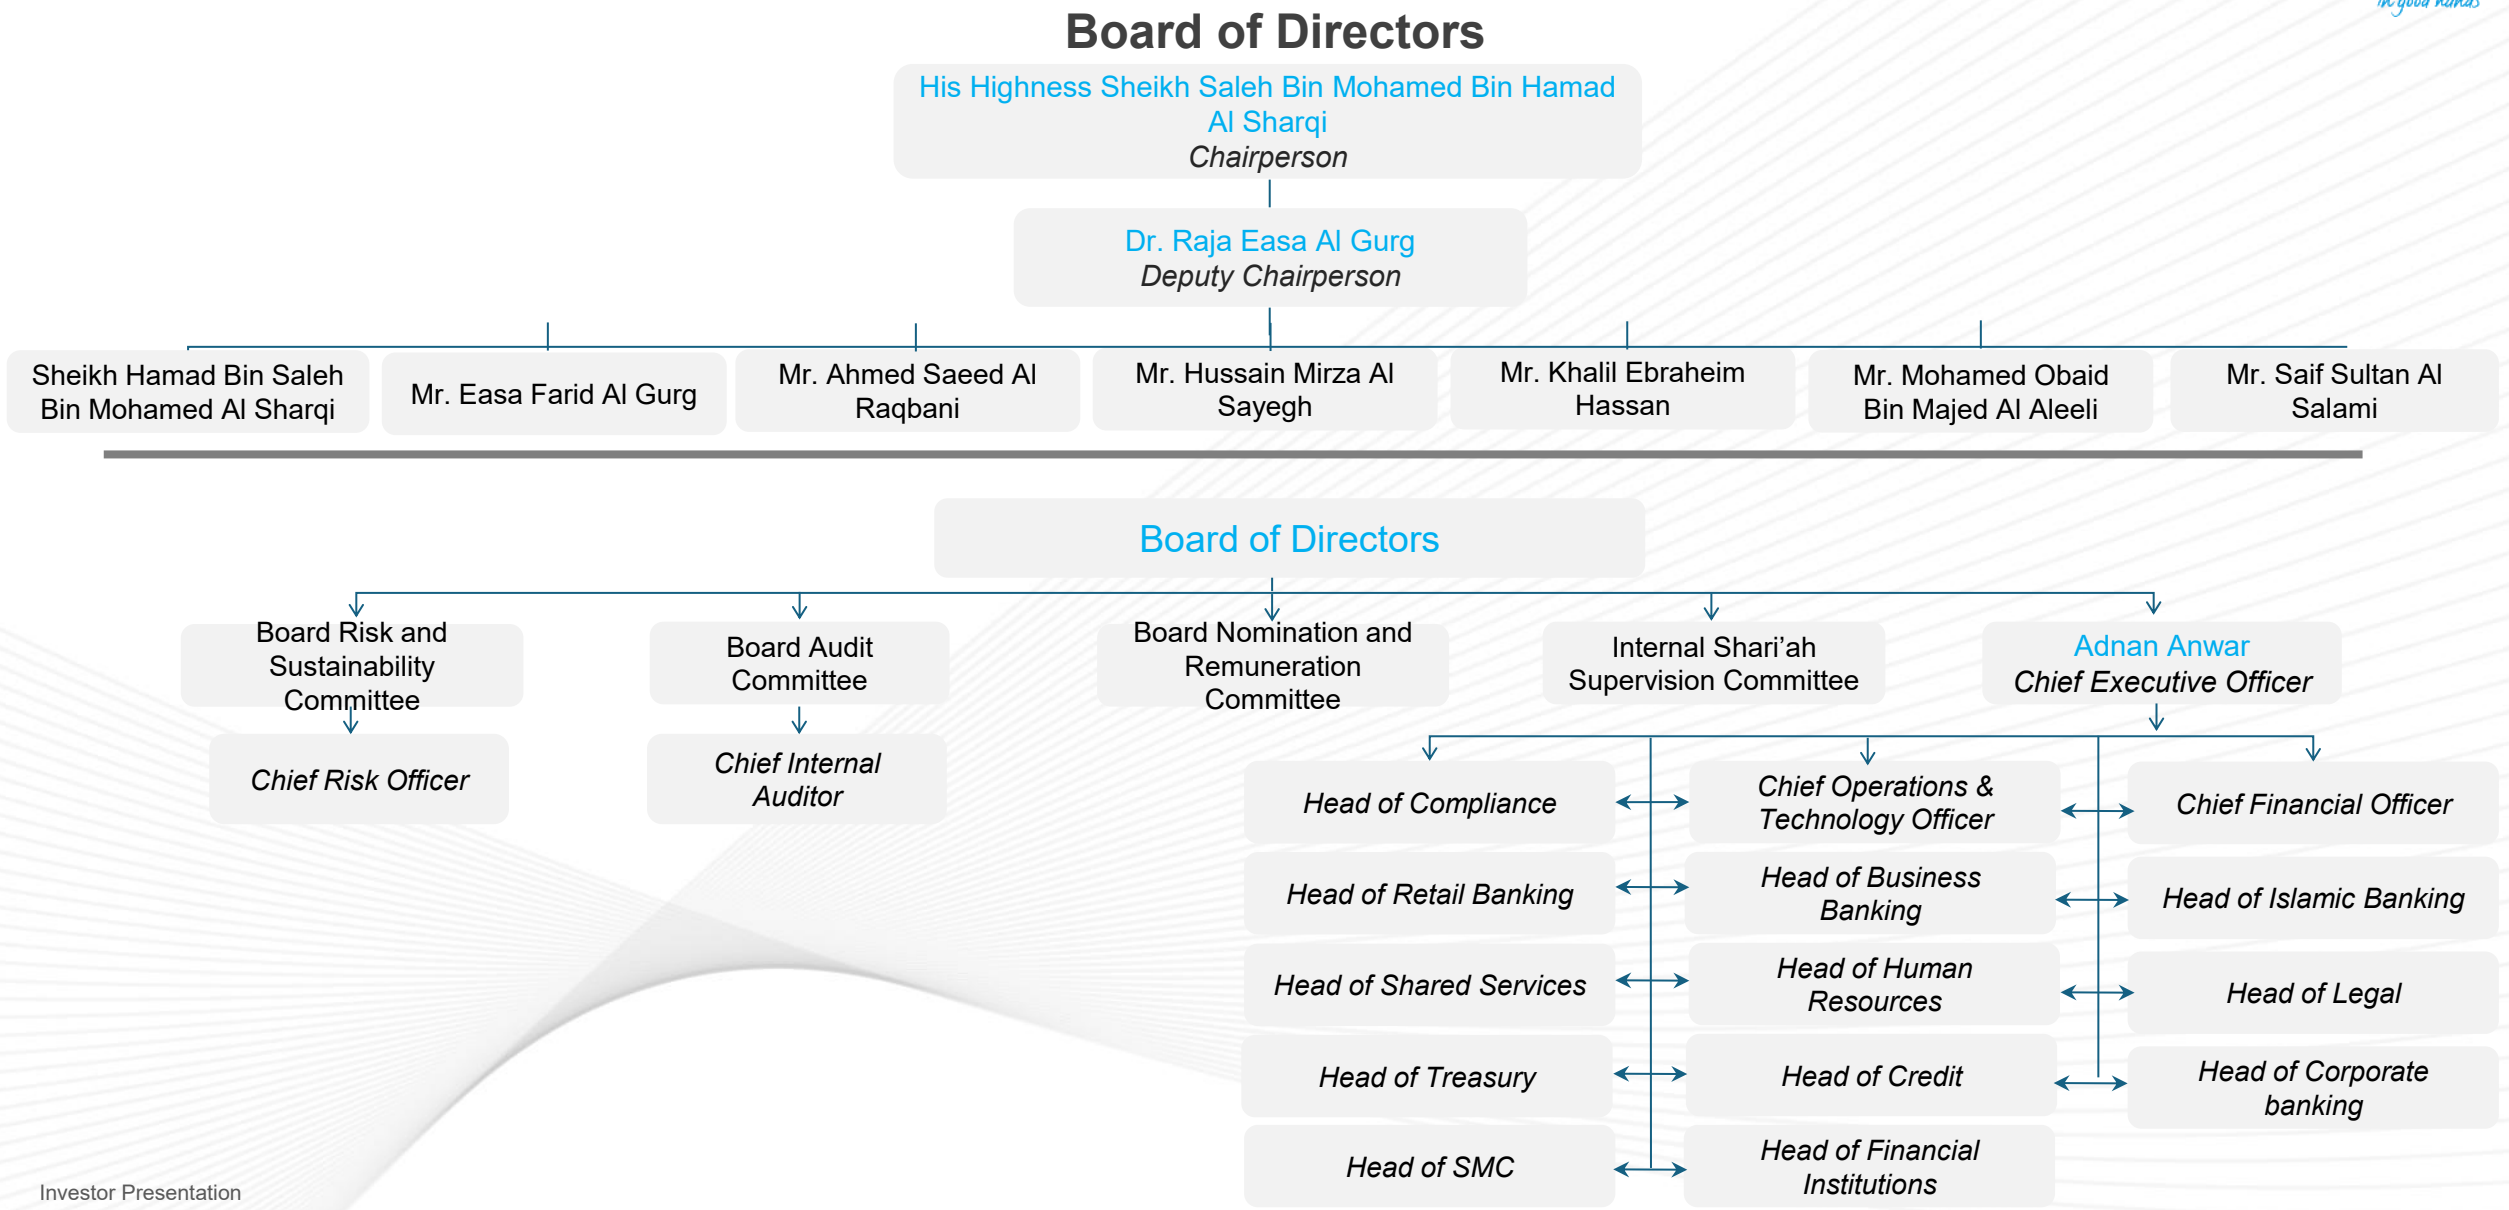 in good hands
Board of Directors
His Highness Sheikh Saleh Bin Mohamed Bin Hamad
Al Sharqi
Chairperson
Dr. Raja Easa Al Gurg
Deputy Chairperson
Sheikh Hamad Bin Saleh
Bin Mohamed Al Sharqi
Mr. Easa Farid Al Gurg
Mr. Ahmed Saeed Al
Raqbani
Mr. Hussain Mirza Al
Sayegh
Mr. Khalil Ebraheim
Hassan
Mr. Mohamed Obaid
Bin Majed Al Aleeli
Mr. Saif Sultan Al
Salami
Board of Directors
Board Risk and
Sustainability
Committee
Board Audit
Committee
Board Nomination and
Remuneration
Committee
Internal Shari’ah
Supervision Committee
Adnan Anwar
Chief Executive Officer
Chief Risk Officer
Chief Internal
Auditor
Head of Compliance
Chief Operations &
Technology Officer
Chief Financial Officer
Head of Retail Banking
Head of Business
Banking
Head of Islamic Banking
Head of Shared Services
Head of Human
Resources
Head of Legal
Head of Treasury
Head of Credit
Head of Corporate
banking
Head of SMC
Head of Financial
Institutions
Investor Presentation